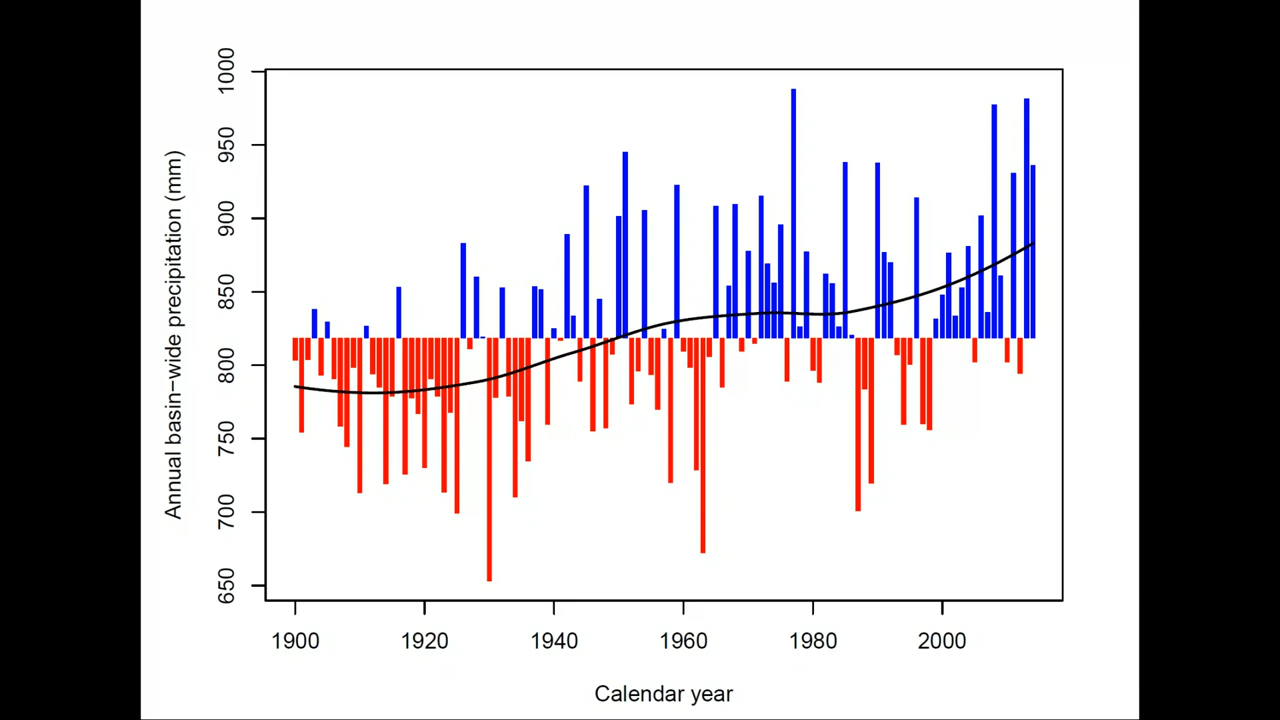 Annual basin−wide precipitation (mm)
1000
950
900
850
800
750
700
650
1900 1920 1940 1960 1980 2000
Calendar year